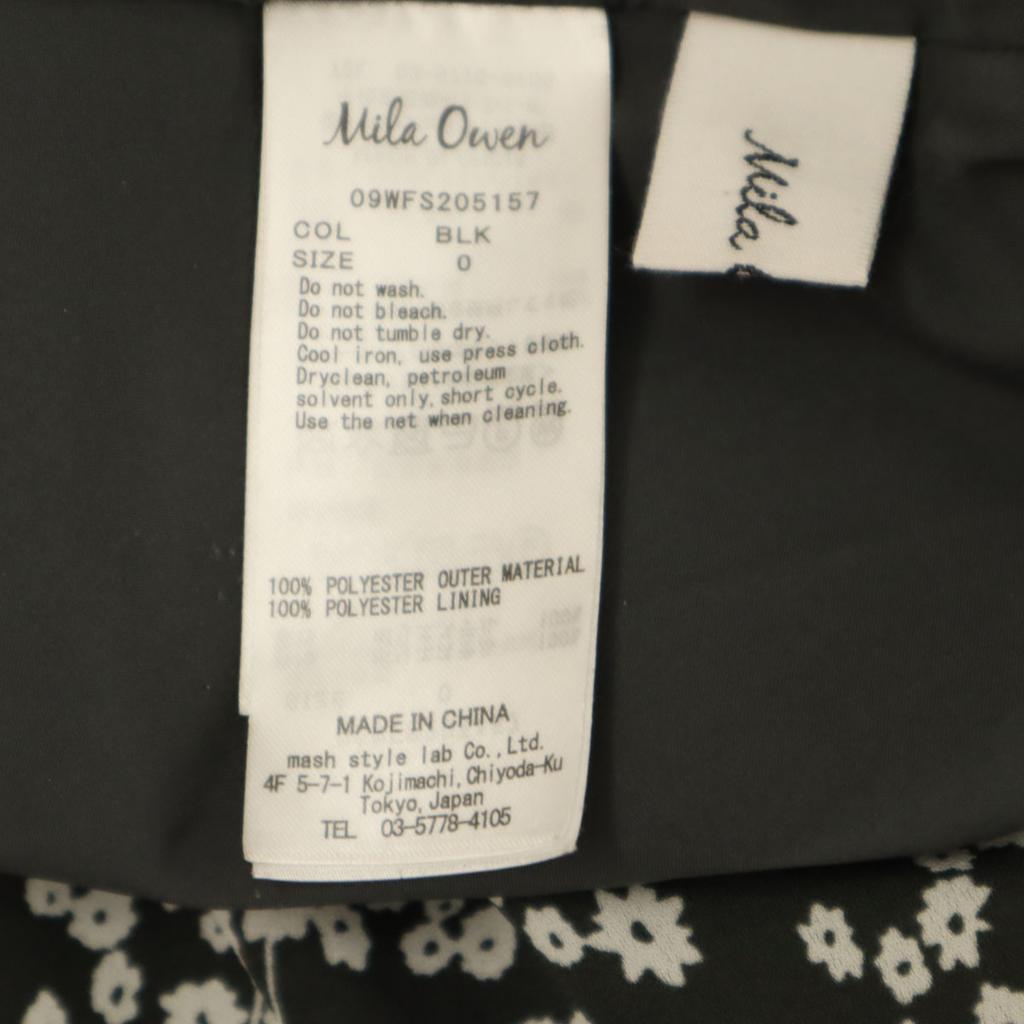 Mila Owen
09WFS205157
COL BLK
SIZE 0
Do not wash.
Do not bleach.
Do not tumble dry.
Cool iron, use press cloth.
Dryclean, petroleum
solvent only, short cycle.
Use the net when cleaning.
100% POLYESTER OUTER MATERIAL
100% POLYESTER LINING
MADE IN CHINA
mash style lab Co.,Ltd.
4F 5-7-1 Kojimachi,Chiyoda-Ku
Tokyo,Japan
TEL 03-5778-4105
Mila